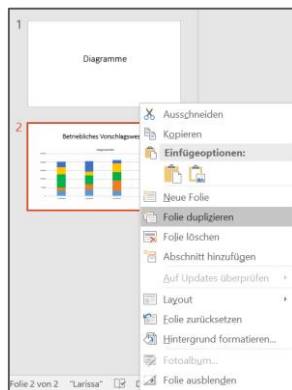 1
Diagramme
2
Betriebliches Vorschlagswes
Ausschneiden
Kopieren
Einfügeoptionen:
Neue Folie
Folie duplizieren
Folie löschen
Abschnitt hinzufügen
Auf Updates überprüfen
Layout
Folie zurücksetzen
Hintergrund formatieren...
Fotoalbum...
Folie ausblenden
Folie 2 von 2 "Larissa" D